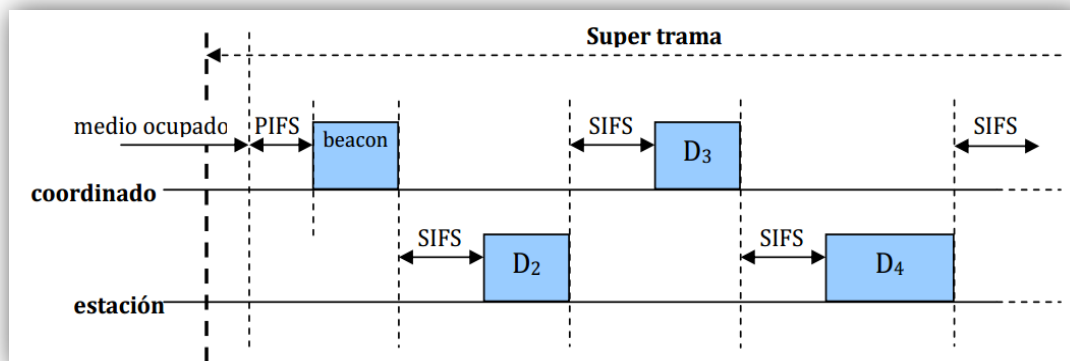 Super trama
medio ocupado PIFS beacon SIFS D₃ SIFS
coordinado
SIFS D₂ SIFS D₄
estación